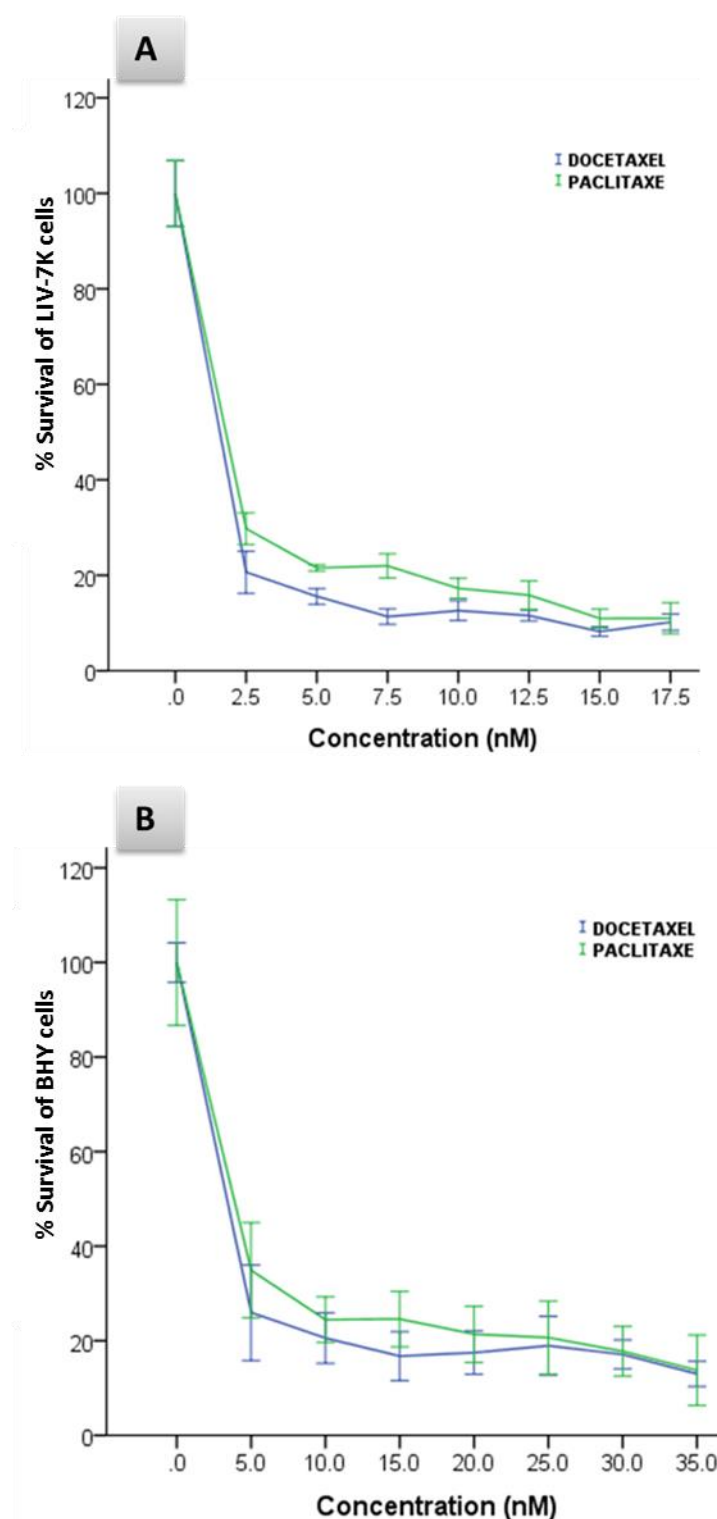 A
120
100
80
60
40
20
0
% Survival of LIV-7K cells
DOCETAXEL
PACLITAXE
.0 2.5 5.0 7.5 10.0 12.5 15.0 17.5
Concentration (nM)
B
120
100
80
60
40
20
0
% Survival of BHY cells
DOCETAXEL
PACLITAXE
.0 5.0 10.0 15.0 20.0 25.0 30.0 35.0
Concentration (nM)